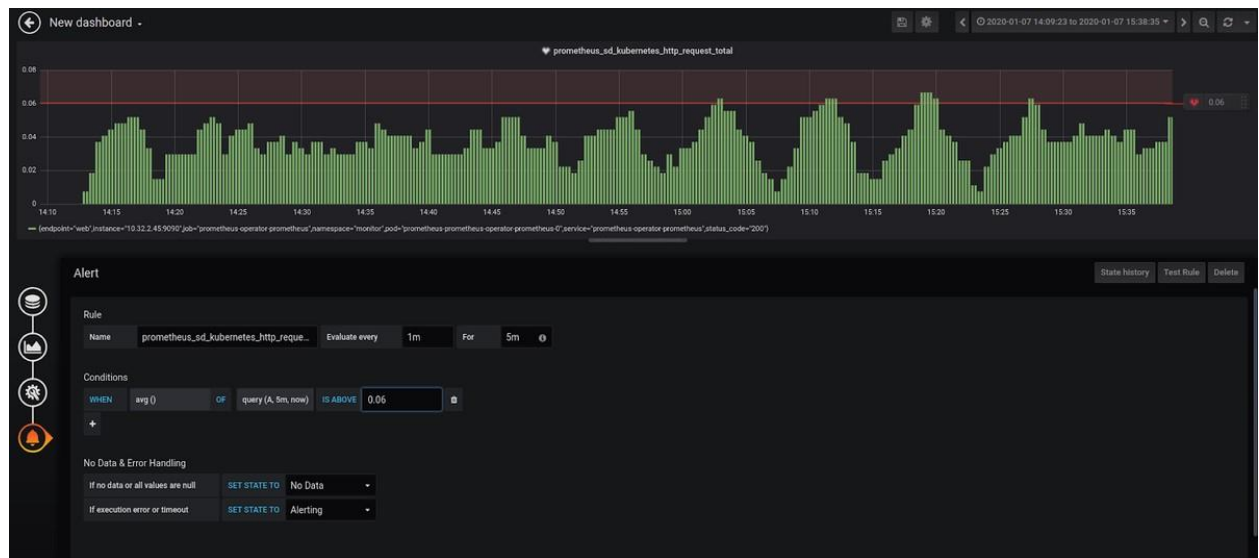 New dashboard
2020-01-07 14:09:23 to 2020-01-07 15:38:35
prometheus_sd_kubernetes_http_request_total
0.08
0.06
0.06
0.04
0.02
0
14:10 14:15 14:20 14:25 14:30 14:35 14:40 14:45 14:50 14:55 15:00 15:05 15:10 15:15 15:20 15:25 15:30 15:35
{endpoint="web",instance="10.32.2.45:9090",job="prometheus-operator-prometheus",namespace="monitor",pod="prometheus-prometheus-operator-prometheus-0",service="prometheus-operator-prometheus",status_code="200"}
Alert
State history Test Rule Delete
Rule
Name prometheus_sd_kubernetes_http_reque... Evaluate every 1m For 5m
Conditions
WHEN avg () OF query (A, 5m, now) IS ABOVE 0.06
+
No Data & Error Handling
If no data or all values are null SET STATE TO No Data
If execution error or timeout SET STATE TO Alerting